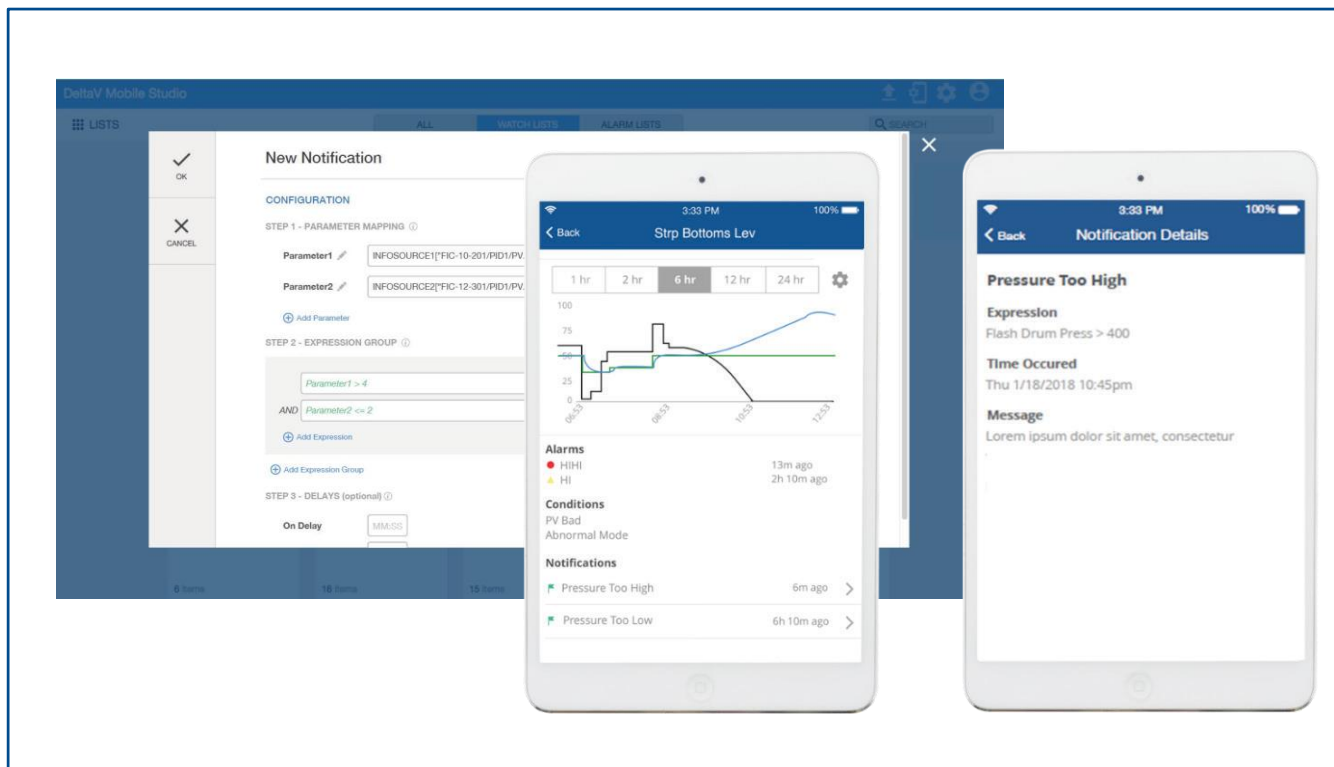 DeltaV Mobile Studio
LISTS
ALL WATCH LISTS ALARM LISTS
SEARCH
OK
CANCEL
New Notification
CONFIGURATION
STEP 1 - PARAMETER MAPPING
Parameter1 INFOSOURCE1["FIC-10-201/PID1/PV.
Parameter2 INFOSOURCE2["FIC-12-301/PID1/PV.
Add Parameter
STEP 2 - EXPRESSION GROUP
Parameter1 > 4
AND Parameter2 <= 2
Add Expression
Add Expression Group
STEP 3 - DELAYS (optional)
On Delay MM:SS
6 Items 16 Items 15 Items
3:33 PM 100%
Back Strp Bottoms Lev
1 hr 2 hr 6 hr 12 hr 24 hr
100
75
50
25
0
06:53 08:53 10:53 12:53
Alarms
HIHI 13m ago
HI 2h 10m ago
Conditions
PV Bad
Abnormal Mode
Notifications
Pressure Too High 6m ago
Pressure Too Low 6h 10m ago
3:33 PM 100%
Back Notification Details
Pressure Too High
Expression
Flash Drum Press > 400
Time Occured
Thu 1/18/2018 10:45pm
Message
Lorem ipsum dolor sit amet, consectetur